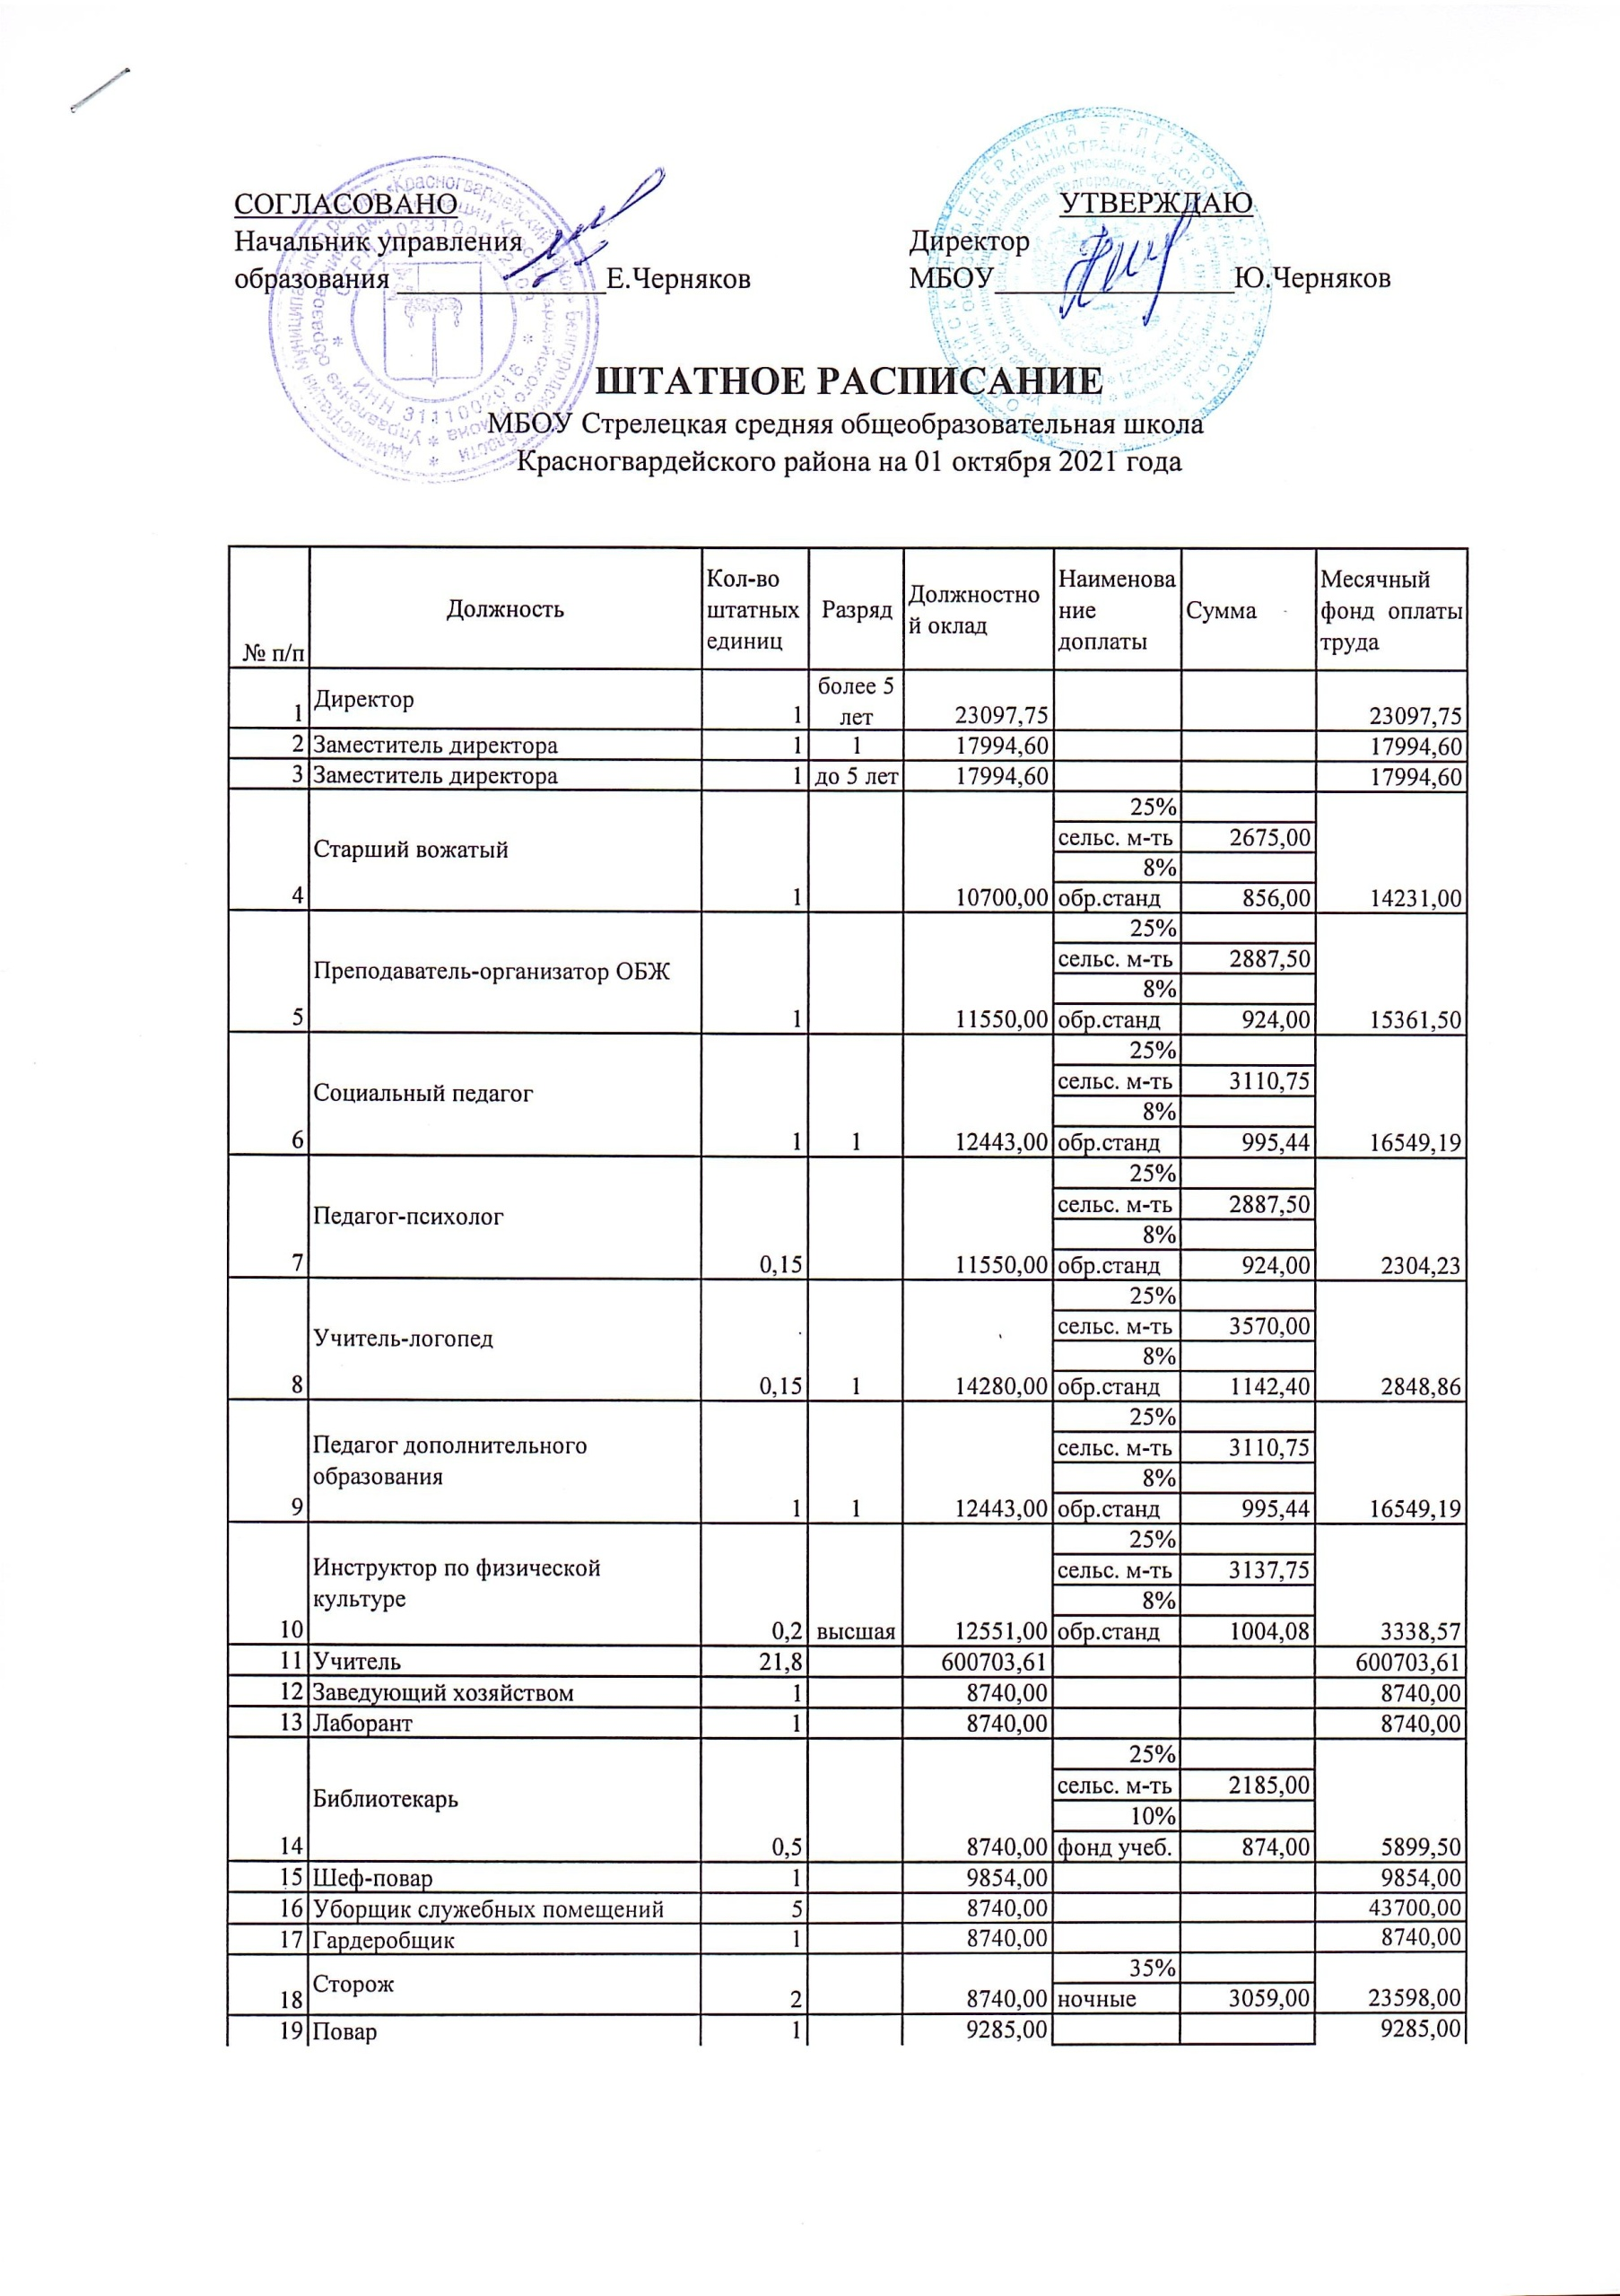 СОГЛАСОВАНО
Начальник управления
образования _______________Е.Черняков
УТВЕРЖДАЮ
Директор
МБОУ_________________Ю.Черняков
ШТАТНОЕ РАСПИСАНИЕ
МБОУ Стрелецкая средняя общеобразовательная школа
Красногвардейского района на 01 октября 2021 года
ИНН 3111002016
№ п/п
Должность
Кол-во
штатных
единиц
Разряд
Должностно
й оклад
Наименова
ние
доплаты
Сумма
Месячный
фонд оплаты
труда
1 Директор 1 более 5 лет 23097,75 23097,75
2 Заместитель директора 1 1 17994,60 17994,60
3 Заместитель директора 1 до 5 лет 17994,60 17994,60
25%
Старший вожатый сельс. м-ть 2675,00
8%
4 1 10700,00 обр.станд 856,00 14231,00
25%
Преподаватель-организатор ОБЖ сельс. м-ть 2887,50
8%
5 1 11550,00 обр.станд 924,00 15361,50
25%
Социальный педагог сельс. м-ть 3110,75
8%
6 1 1 12443,00 обр.станд 995,44 16549,19
25%
Педагог-психолог сельс. м-ть 2887,50
8%
7 0,15 11550,00 обр.станд 924,00 2304,23
25%
Учитель-логопед сельс. м-ть 3570,00
8%
8 0,15 1 14280,00 обр.станд 1142,40 2848,86
25%
Педагог дополнительного сельс. м-ть 3110,75
образования 8%
9 1 1 12443,00 обр.станд 995,44 16549,19
25%
Инструктор по физической сельс. м-ть 3137,75
культуре 8%
10 0,2 высшая 12551,00 обр.станд 1004,08 3338,57
11 Учитель 21,8 600703,61 600703,61
12 Заведующий хозяйством 1 8740,00 8740,00
13 Лаборант 1 8740,00 8740,00
25%
Библиотекарь сельс. м-ть 2185,00
10%
14 0,5 8740,00 фонд учеб. 874,00 5899,50
15 Шеф-повар 1 9854,00 9854,00
16 Уборщик служебных помещений 5 8740,00 43700,00
17 Гардеробщик 1 8740,00 8740,00
Сторож 35%
18 2 8740,00 ночные 3059,00 23598,00
19 Повар 1 9285,00 9285,00